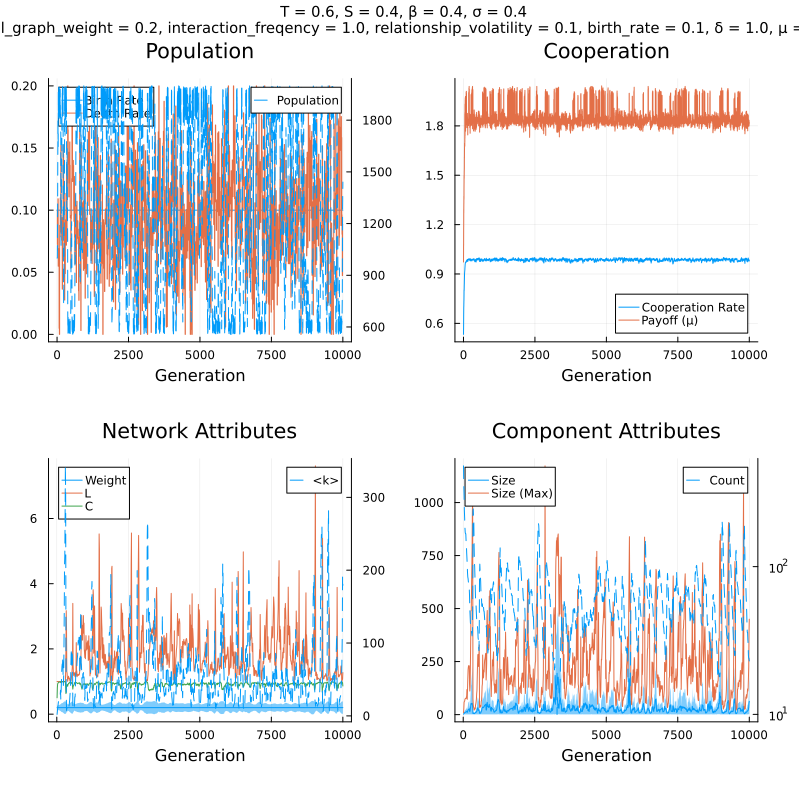 T = 0.6, S = 0.4, β = 0.4, σ = 0.4
l_graph_weight = 0.2, interaction_freqency = 1.0, relationship_volatility = 0.1, birth_rate = 0.1, δ = 1.0, μ =
Population
Cooperation
0.20
0.15
0.10
0.05
0.00
Birth Rate
Death Rate
Population
1800
1500
1200
900
600
0 2500 5000 7500 10000
Generation
1.8
1.5
1.2
0.9
0.6
Cooperation Rate
Payoff (μ)
0 2500 5000 7500 10000
Generation
Network Attributes
Component Attributes
6
4
2
0
Weight
L
C
<k>
300
200
100
0
0 2500 5000 7500 10000
Generation
1000
750
500
250
0
Size
Size (Max)
Count
10²
10¹
0 2500 5000 7500 10000
Generation